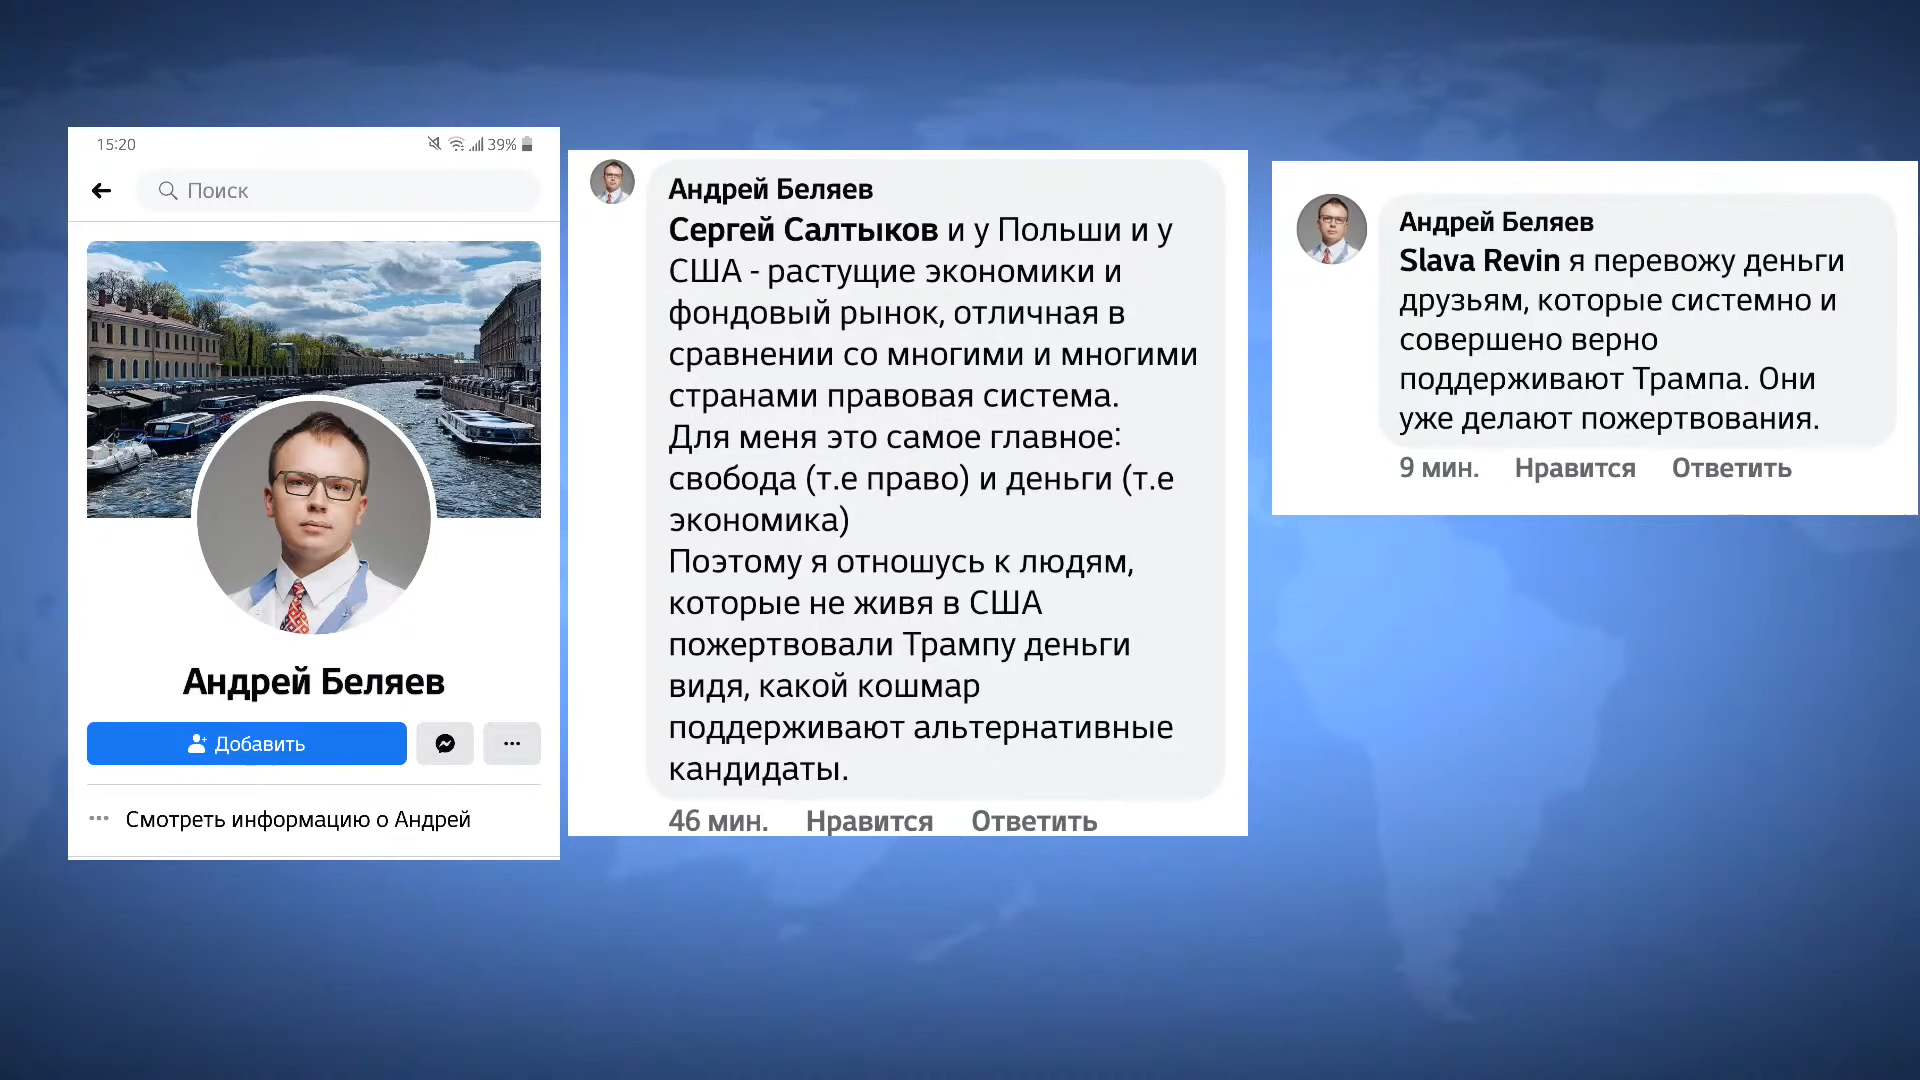 15:20
39%
Поиск
Андрей Беляев
Добавить
Смотреть информацию о Андрей
Андрей Беляев
Сергей Салтыков и у Польши и у
США - растущие экономики и
фондовый рынок, отличная в
сравнении со многими и многими
странами правовая система.
Для меня это самое главное:
свобода (т.е право) и деньги (т.е
экономика)
Поэтому я отношусь к людям,
которые не живя в США
пожертвовали Трампу деньги
видя, какой кошмар
поддерживают альтернативные
кандидаты.
46 мин. Нравится Ответить
Андрей Беляев
Slava Revin я перевожу деньги
друзьям, которые системно и
совершено верно
поддерживают Трампа. Они
уже делают пожертвования.
9 мин. Нравится Ответить